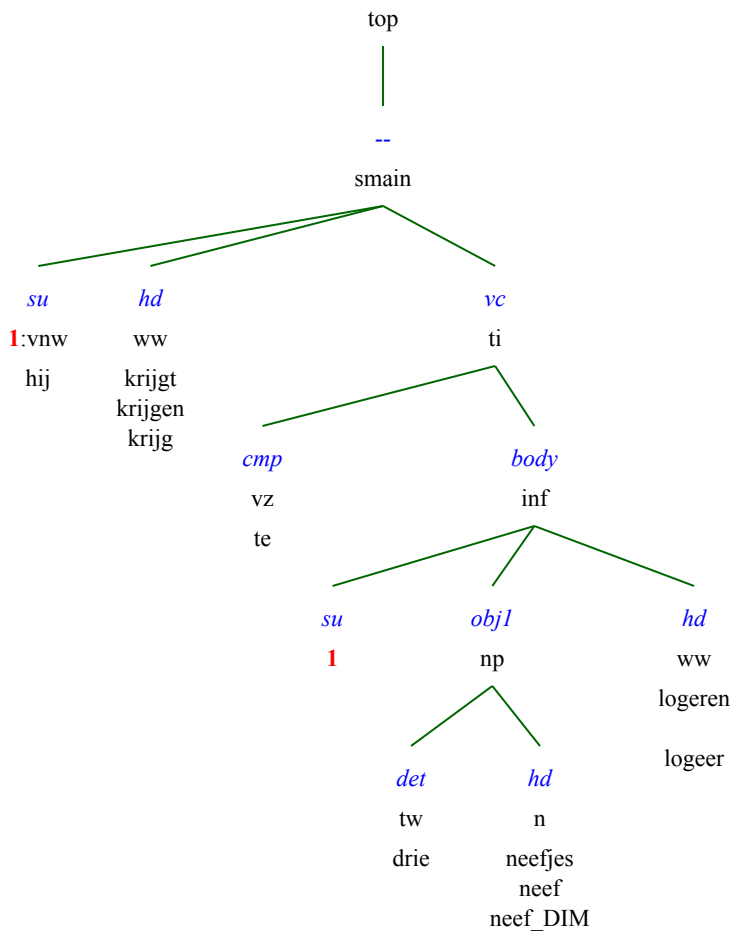 top
--
smain
su hd vc
1:vnw ww ti
hij krijgt
krijgen
krijg
cmp body
vz inf
te
su obj1 hd
1 np ww
logeren
logeer
det hd
tw n
drie neefjes
neef
neef_DIM